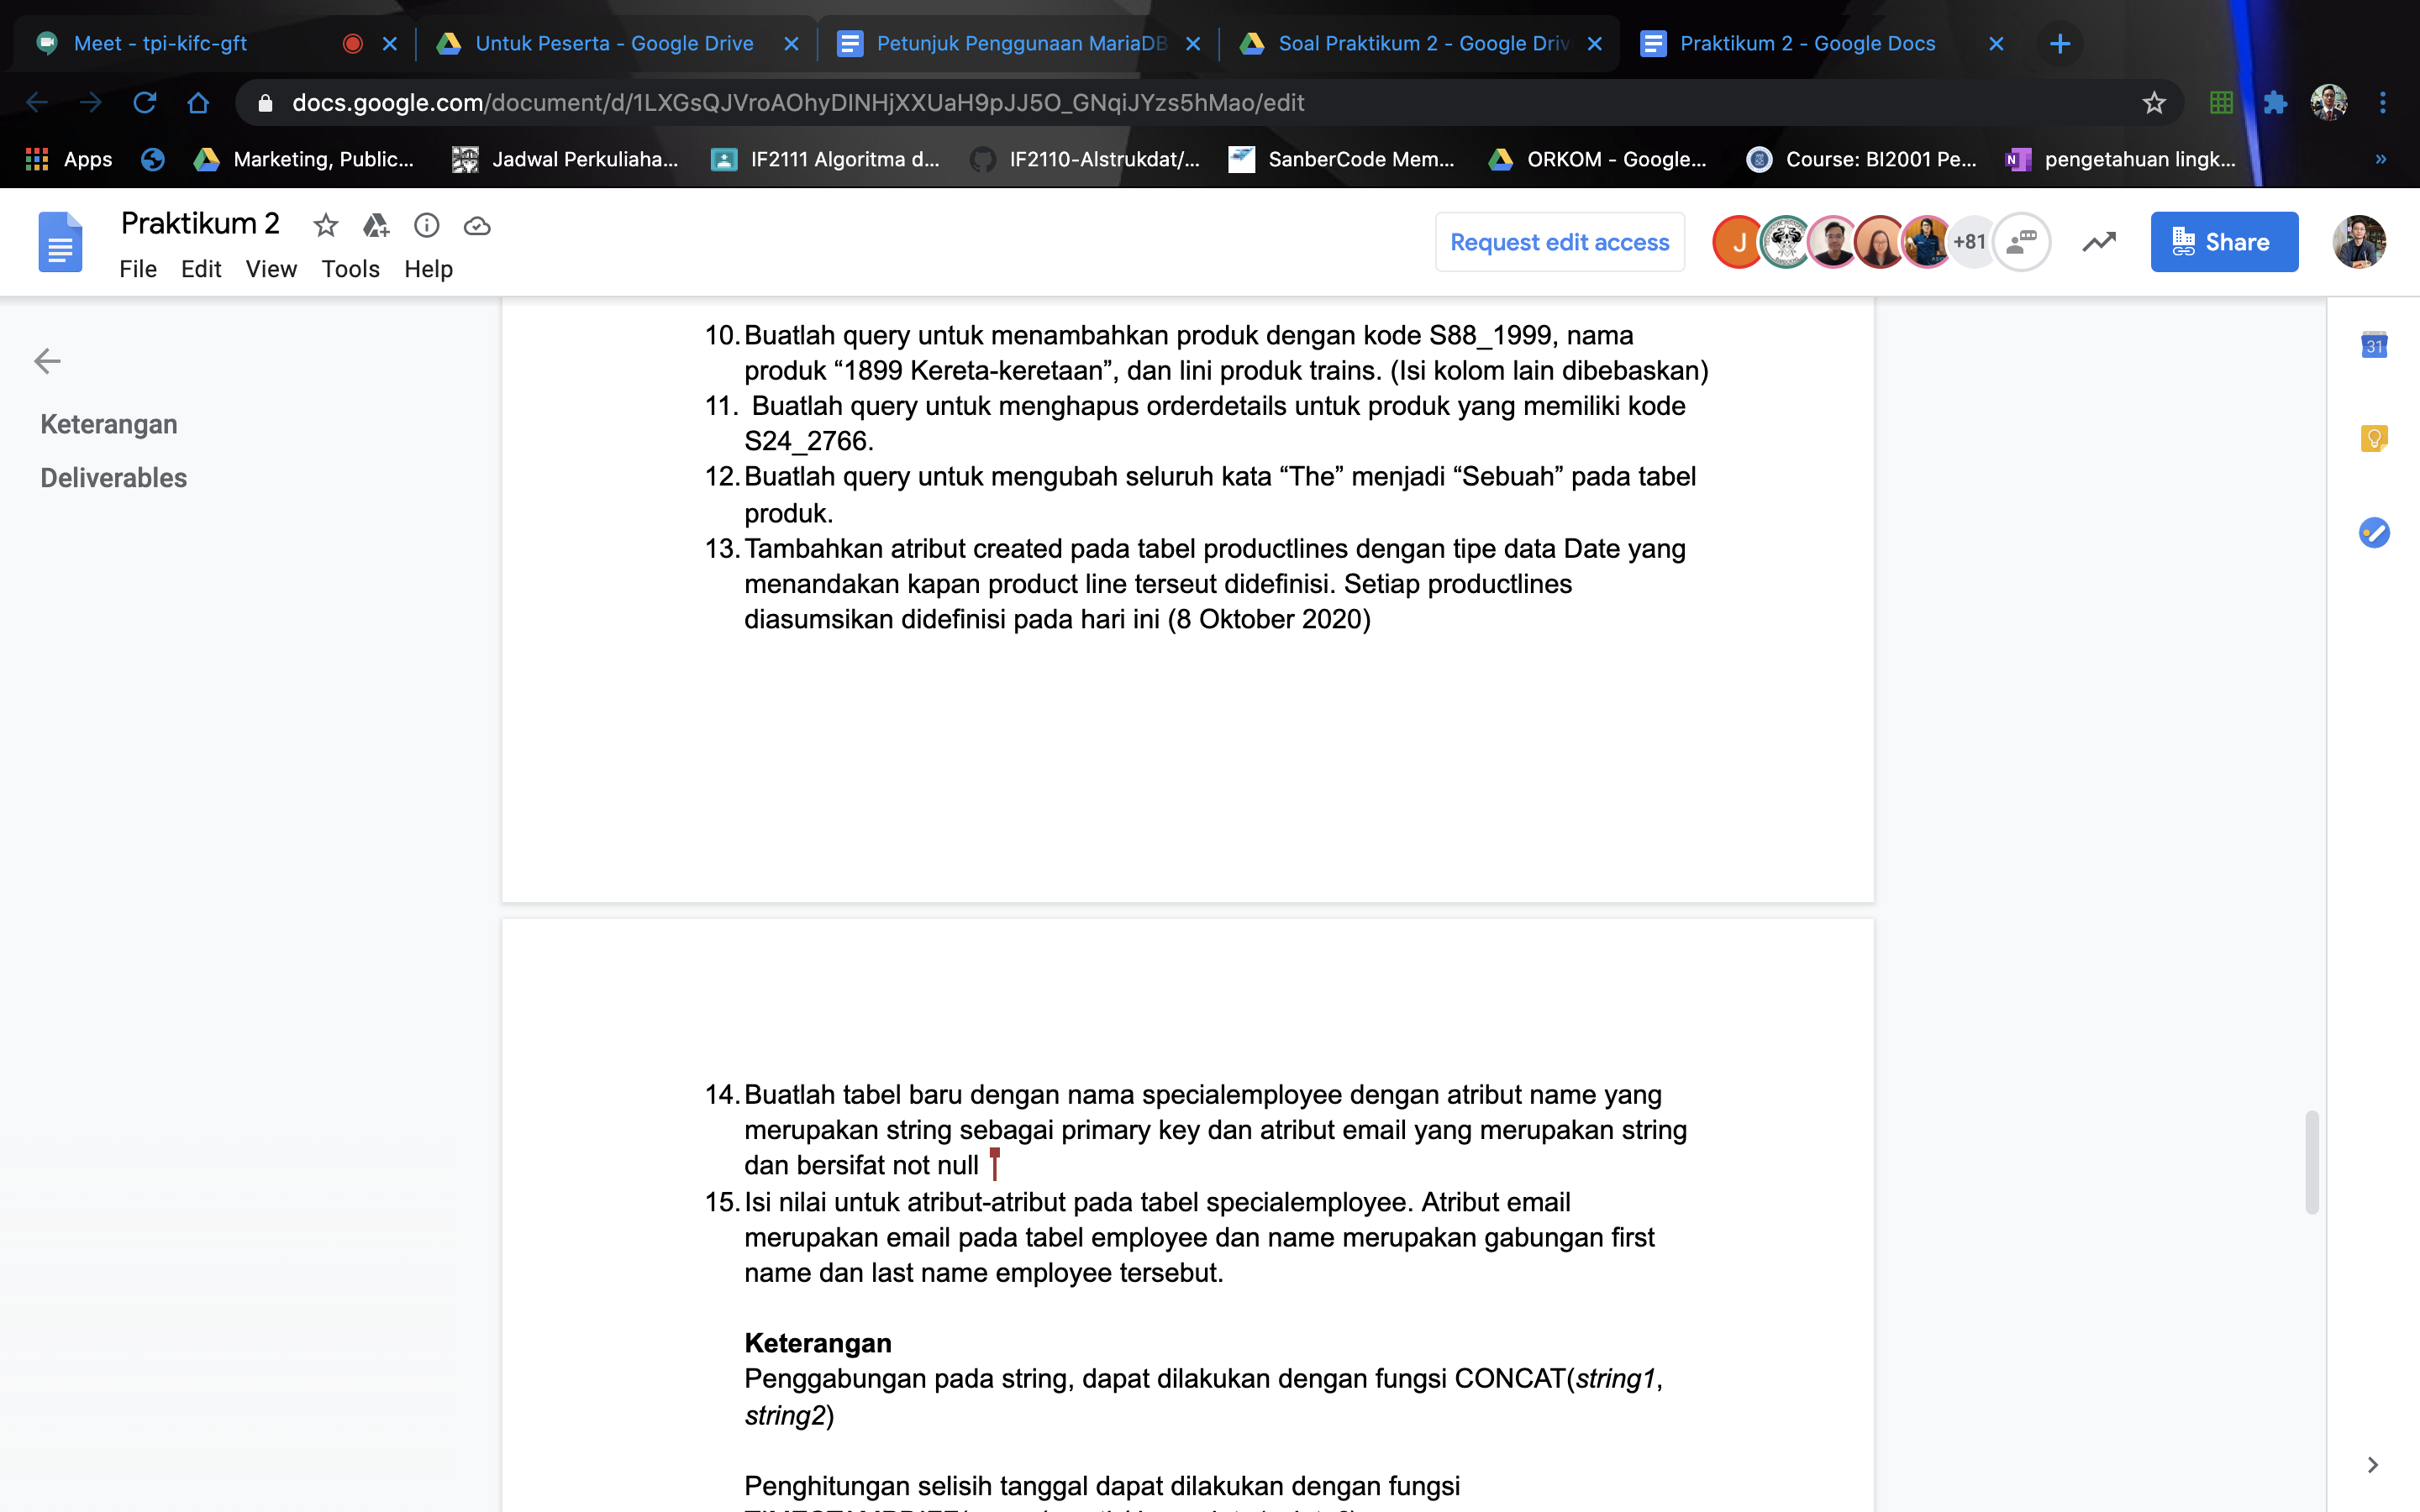 Meet - tpi-kifc-gft
Untuk Peserta - Google Drive
Petunjuk Penggunaan MariaDB
Soal Praktikum 2 - Google Driv
Praktikum 2 - Google Docs
docs.google.com/document/d/1LXGsQJVroAOhyDINHjXXUaH9pJJ5O_GNqiJYzs5hMao/edit
Apps
Marketing, Public...
Jadwal Perkuliaha...
IF2111 Algoritma d...
IF2110-Alstrukdat/...
SanberCode Mem...
ORKOM - Google...
Course: BI2001 Pe...
N
pengetahuan lingk...
»
Praktikum 2
File Edit View Tools Help
Request edit access
J
+81
Share
31
Keterangan
Deliverables
10. Buatlah query untuk menambahkan produk dengan kode S88_1999, nama
produk “1899 Kereta-keretaan”, dan lini produk trains. (Isi kolom lain dibebaskan)
11. Buatlah query untuk menghapus orderdetails untuk produk yang memiliki kode
S24_2766.
12. Buatlah query untuk mengubah seluruh kata “The” menjadi “Sebuah” pada tabel
produk.
13. Tambahkan atribut created pada tabel productlines dengan tipe data Date yang
menandakan kapan product line terseut didefinisi. Setiap productlines
diasumsikan didefinisi pada hari ini (8 Oktober 2020)
14. Buatlah tabel baru dengan nama specialemployee dengan atribut name yang
merupakan string sebagai primary key dan atribut email yang merupakan string
dan bersifat not null
15. Isi nilai untuk atribut-atribut pada tabel specialemployee. Atribut email
merupakan email pada tabel employee dan name merupakan gabungan first
name dan last name employee tersebut.
Keterangan
Penggabungan pada string, dapat dilakukan dengan fungsi CONCAT(string1,
string2)
Penghitungan selisih tanggal dapat dilakukan dengan fungsi